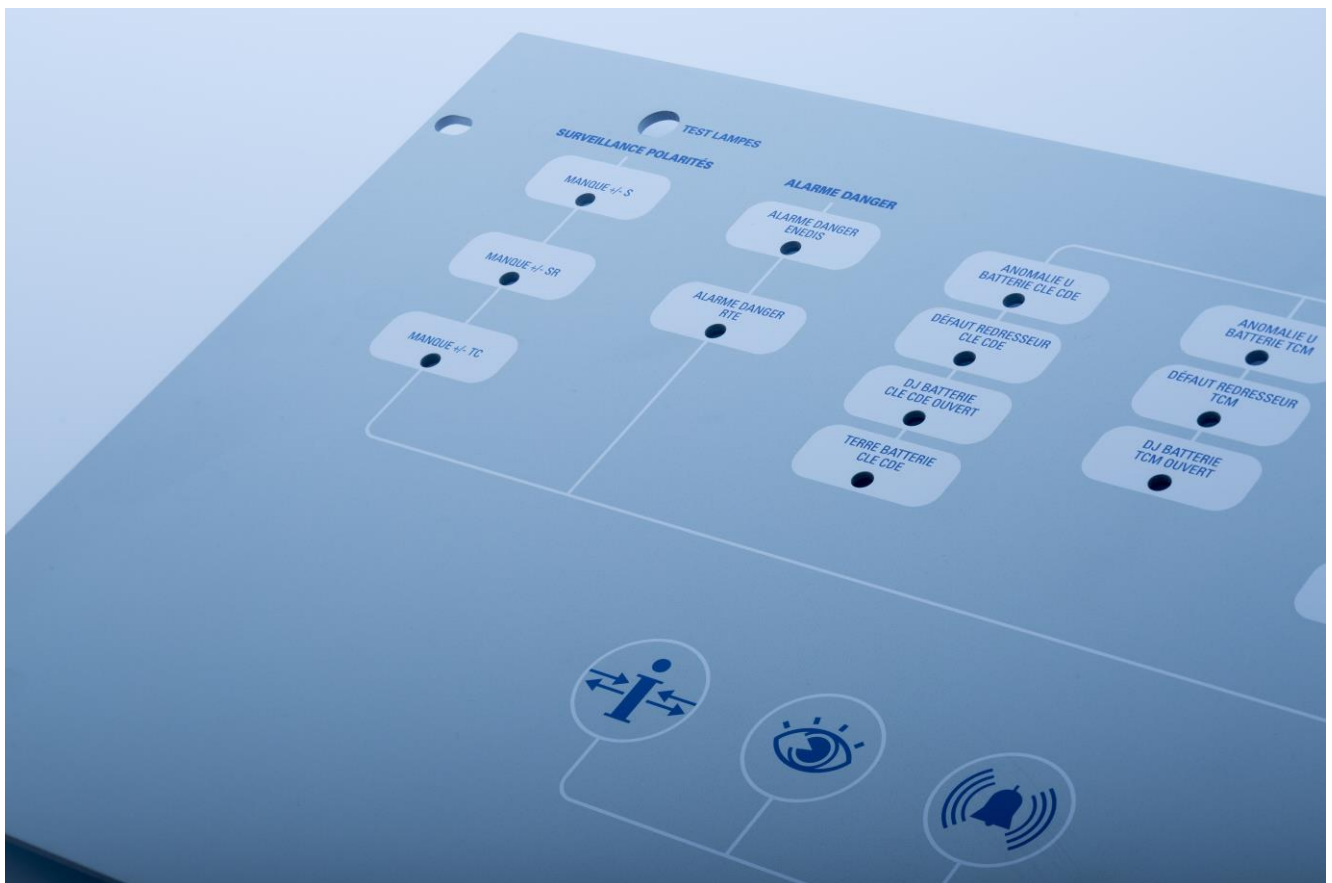 TEST LAMPES
SURVEILLANCE POLARITÉS
MANQUE +/- S
MANQUE +/- SR
MANQUE +/- TC
ALARME DANGER
ALARME DANGER
ENEDIS
ALARME DANGER
RTE
ANOMALIE U
BATTERIE CLE CDE
DÉFAUT REDRESSEUR
CLE CDE
DJ BATTERIE
CLE CDE OUVERT
TERRE BATTERIE
CLE CDE
ANOMALIE U
BATTERIE TCM
DÉFAUT REDRESSEUR
TCM
DJ BATTERIE
TCM OUVERT